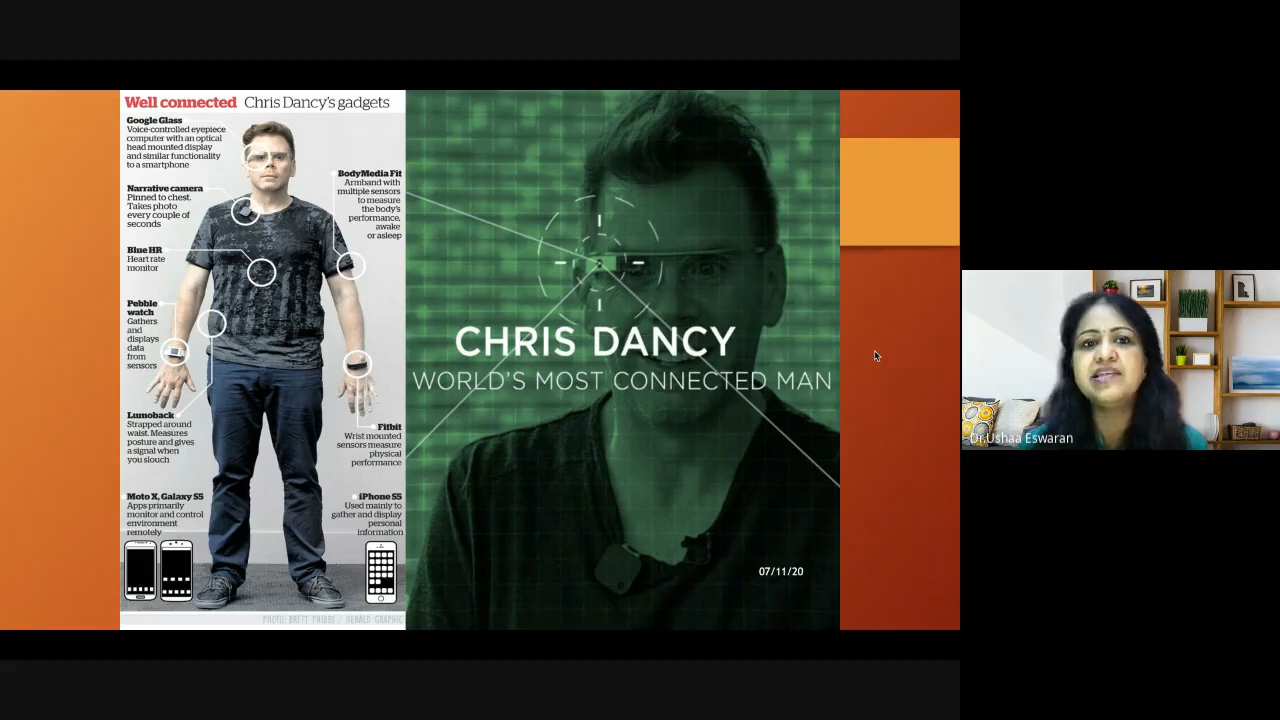 Well connected Chris Dancy's gadgets
Google Glass
Voice-controlled eyepiece
computer with an optical
head mounted display
and similar functionality
to a smartphone
Narrative camera
Pinned to chest.
Takes photo
every couple of
seconds
Blue HR
Heart rate
monitor
Pebble
watch
Gathers
and
displays
data
from
sensors
Lumoback
Strapped around
waist. Measures
posture and gives
a signal when
you slouch
Moto X, Galaxy S5
Apps primarily
monitor and control
environment
remotely
BodyMedia Fit
Armband with
multiple sensors
to measure
the body's
performance,
awake
or asleep
Fitbit
Wrist mounted
sensors measure
physical
performance
iPhone S5
Used mainly to
gather and display
personal
information
PHOTO: BRETT PHIBBS / HERALD GRAPHIC
CHRIS DANCY
WORLD'S MOST CONNECTED MAN
07/11/20
Dr.Ushaa Eswaran